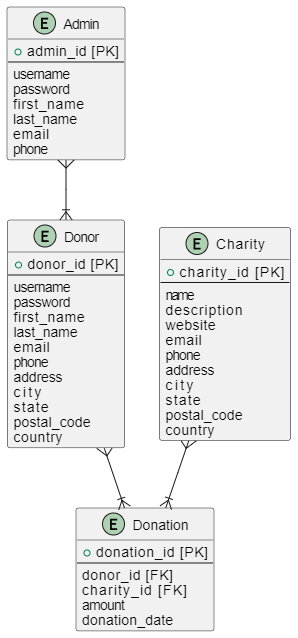 E Admin
admin_id [PK]
username
password
first_name
last_name
email
phone
E Donor
donor_id [PK]
username
password
first_name
last_name
email
phone
address
city
state
postal_code
country
E Charity
charity_id [PK]
name
description
website
email
phone
address
city
state
postal_code
country
E Donation
donation_id [PK]
donor_id [FK]
charity_id [FK]
amount
donation_date